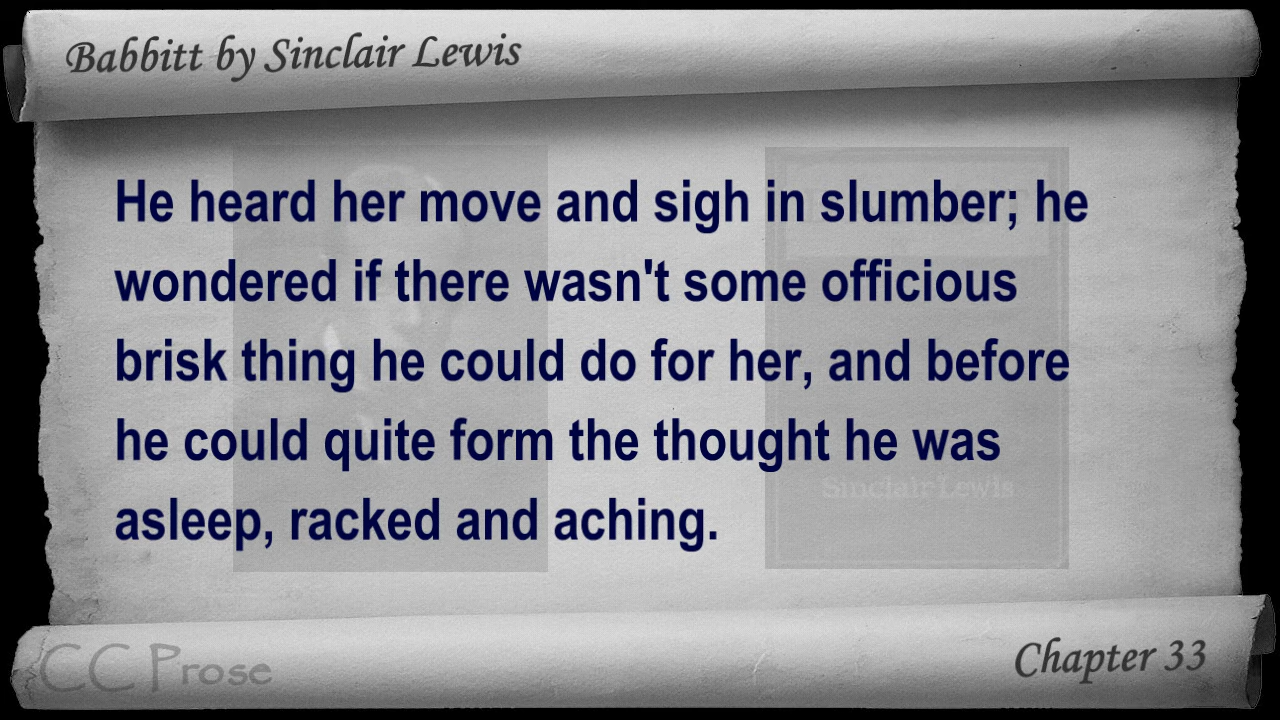 Babbitt by Sinclair Lewis
He heard her move and sigh in slumber; he
wondered if there wasn't some officious
brisk thing he could do for her, and before
he could quite form the thought he was
asleep, racked and aching.
Sinclair Lewis
CC Prose
Chapter 33